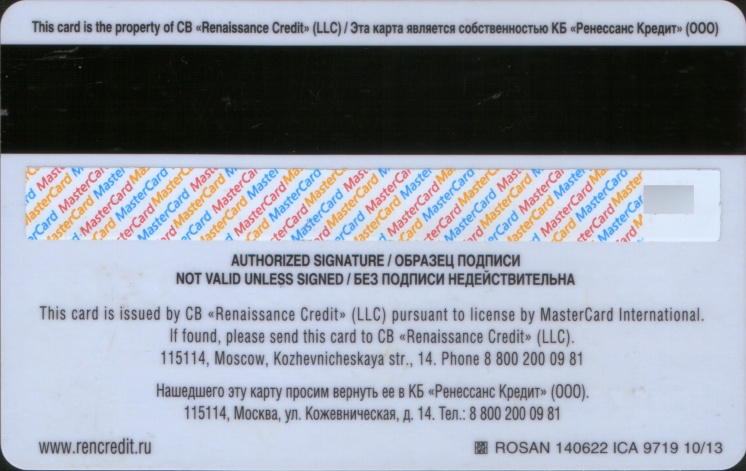 This card is the property of CB «Renaissance Credit» (LLC) / Эта карта является собственностью КБ «Ренессанс Кредит» (ООО)
AUTHORIZED SIGNATURE / ОБРАЗЕЦ ПОДПИСИ
NOT VALID UNLESS SIGNED / БЕЗ ПОДПИСИ НЕДЕЙСТВИТЕЛЬНА
This card is issued by CB «Renaissance Credit» (LLC) pursuant to license by MasterCard International.
If found, please send this card to CB «Renaissance Credit» (LLC).
115114, Moscow, Kozhevnicheskaya str., 14. Phone 8 800 200 09 81
Нашедшего эту карту просим вернуть ее в КБ «Ренессанс Кредит» (ООО).
115114, Москва, ул. Кожевническая, д. 14. Тел.: 8 800 200 09 81
www.rencredit.ru
ROSAN 140622 ICA 9719 10/13